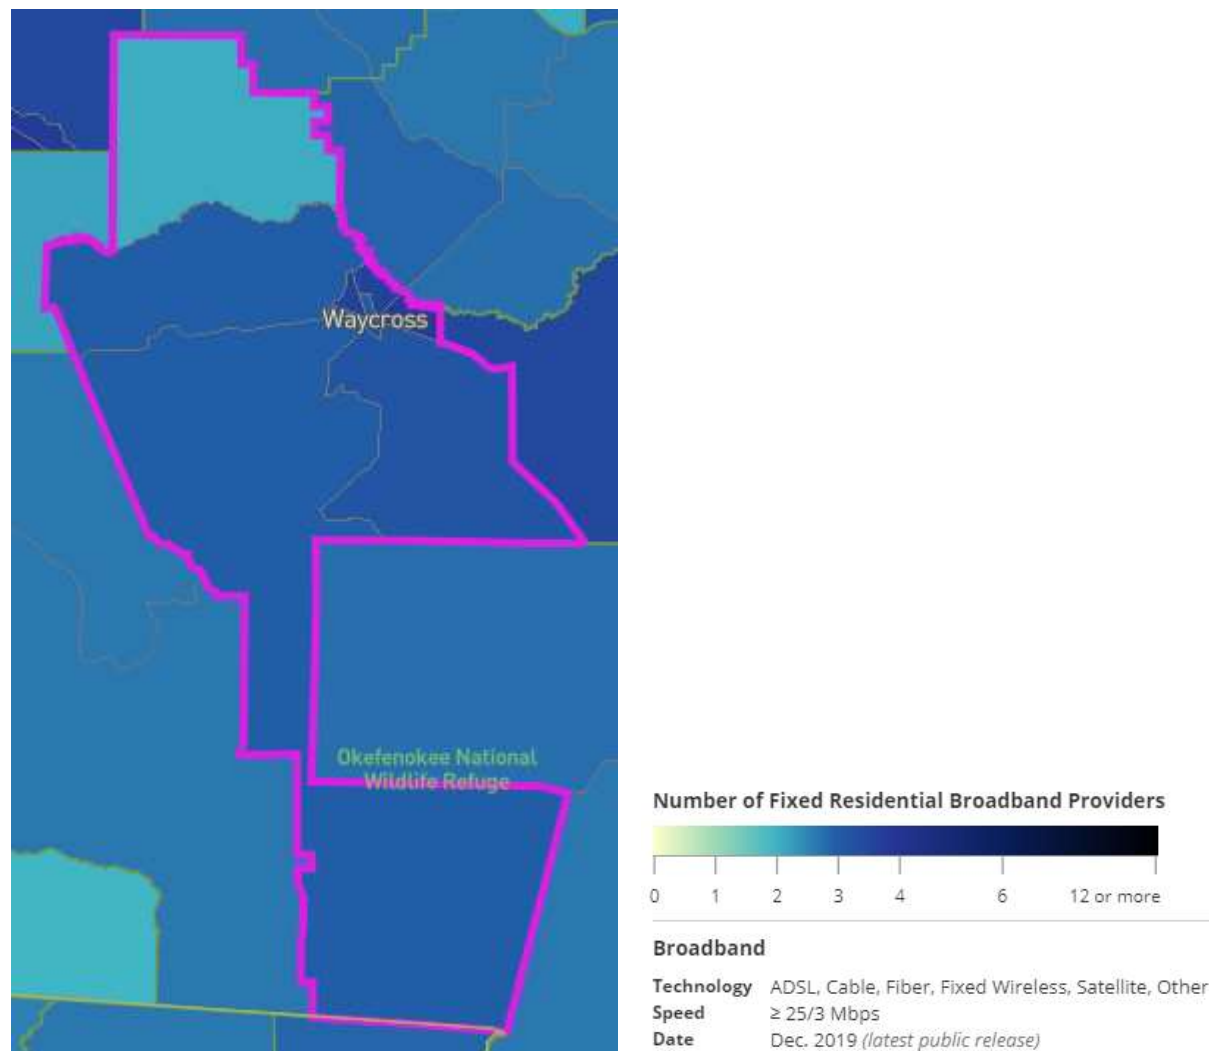 Waycross
Okefenokee National
Wildlife Refuge
Number of Fixed Residential Broadband Providers
0 1 2 3 4 6 12 or more
Broadband
Technology ADSL, Cable, Fiber, Fixed Wireless, Satellite, Other
Speed ≥ 25/3 Mbps
Date Dec. 2019 (latest public release)